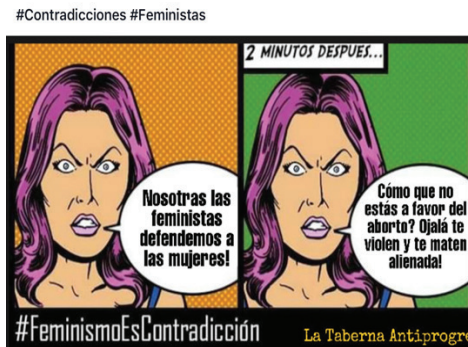 #Contradicciones #Feministas
2 MINUTOS DESPUES...
Nosotras las
feministas
defendemos a
las mujeres!
Cómo que no
estás a favor del
aborto? Ojalá te
violen y te maten
alienada!
#FeminismoEsContradicción
La Taberna Antiprogre